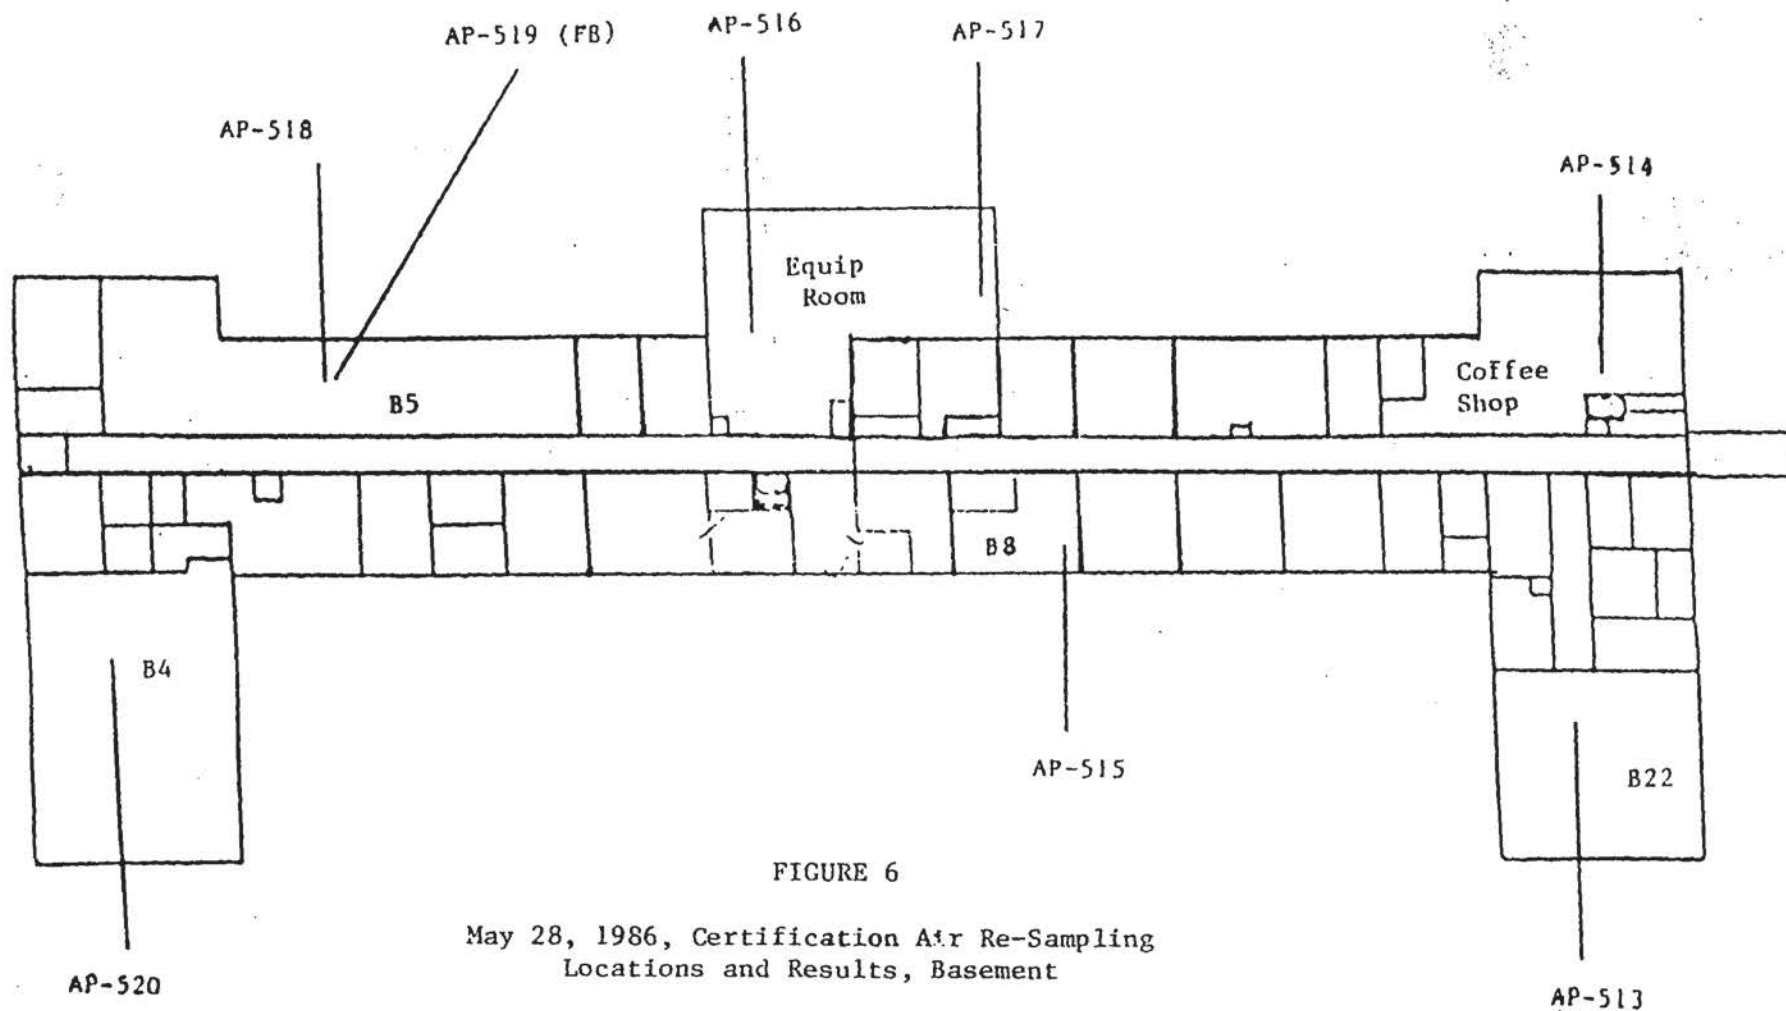 AP-516
AP-517
AP-519 (FB)
AP-518
AP-514
Equip
Room
Coffee
Shop
B5
B8
B4
AP-515
B22
FIGURE 6
May 28, 1986, Certification Air Re-Sampling
Locations and Results, Basement
AP-520
AP-513